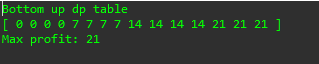 Bottom up dp table
[ 0 0 0 0 7 7 7 7 14 14 14 14 21 21 21 ]
Max profit: 21